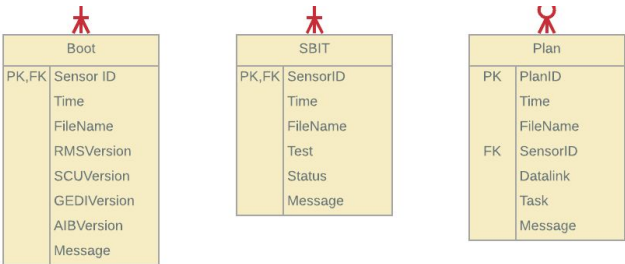 Boot
PK,FK Sensor ID
Time
FileName
RMSVersion
SCUVersion
GEDIVersion
AIBVersion
Message
SBIT
PK,FK SensorID
Time
FileName
Test
Status
Message
Plan
PK PlanID
Time
FileName
FK SensorID
Datalink
Task
Message